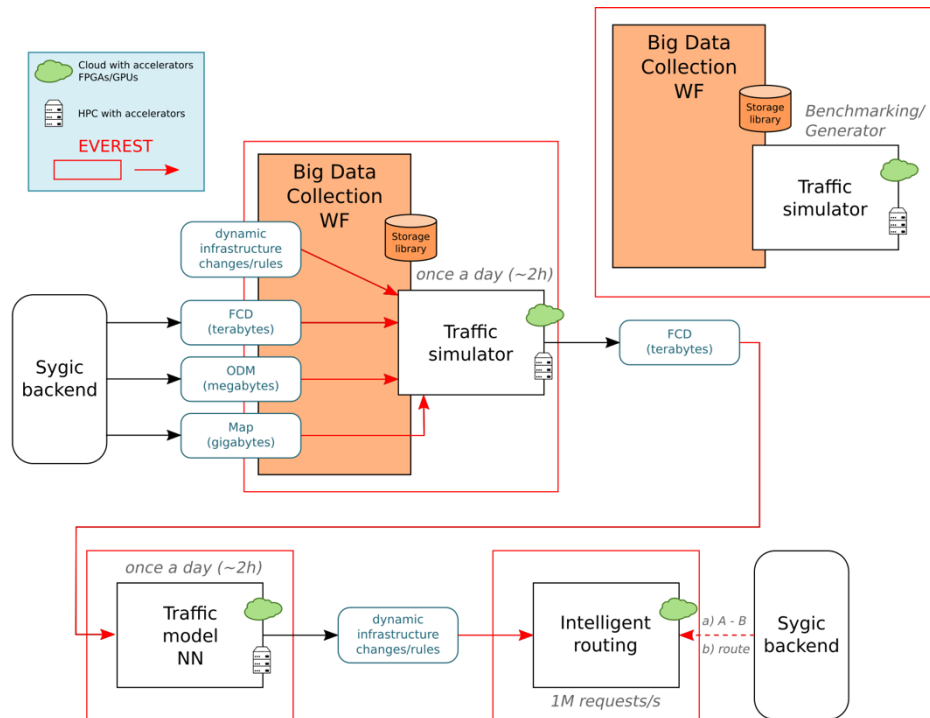 Cloud with accelerators
FPGAs/GPUs
HPC with accelerators
EVEREST
Big Data
Collection
WF
Storage
library
Benchmarking/
Generator
Traffic
simulator
Big Data
Collection
WF
Storage
library
dynamic
infrastructure
changes/rules
once a day (~2h)
Sygic
backend
FCD
(terabytes)
ODM
(megabytes)
Map
(gigabytes)
Traffic
simulator
FCD
(terabytes)
once a day (~2h)
Traffic
model
NN
dynamic
infrastructure
changes/rules
Intelligent
routing
1M requests/s
a) A - B
b) route
Sygic
backend